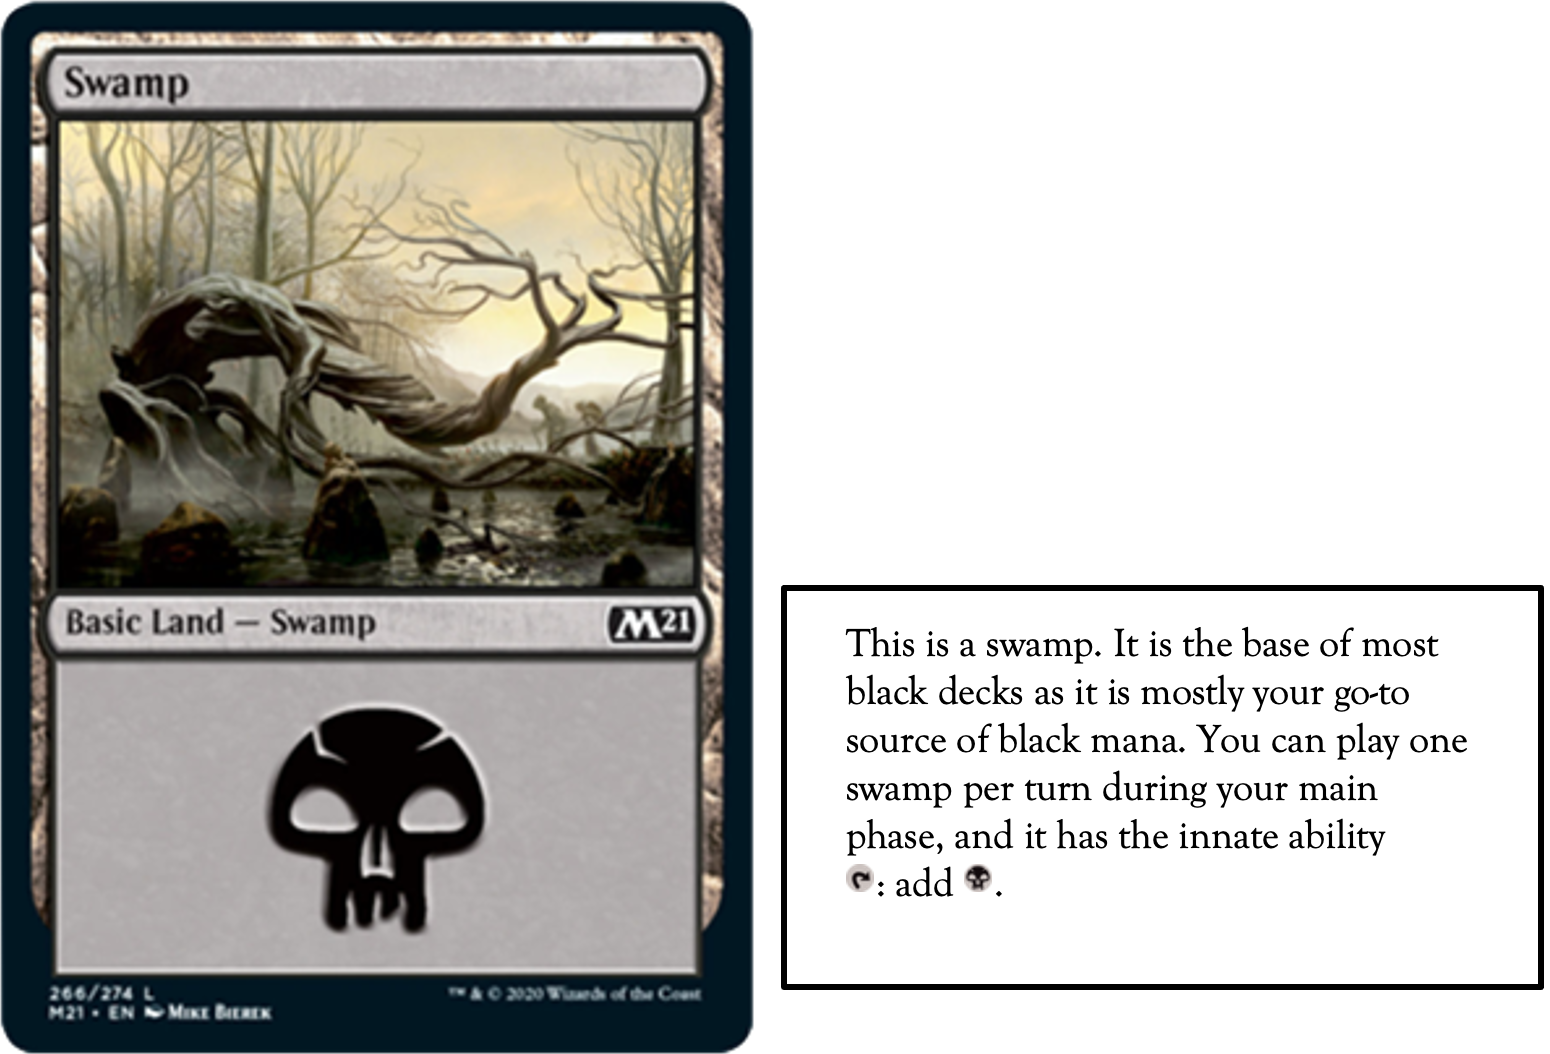 Swamp
Basic Land — Swamp
M21
266/274 L
M21 • EN Mike Bierek
™ & © 2020 Wizards of the Coast
This is a swamp. It is the base of most
black decks as it is mostly your go-to
source of black mana. You can play one
swamp per turn during your main
phase, and it has the innate ability
: add .